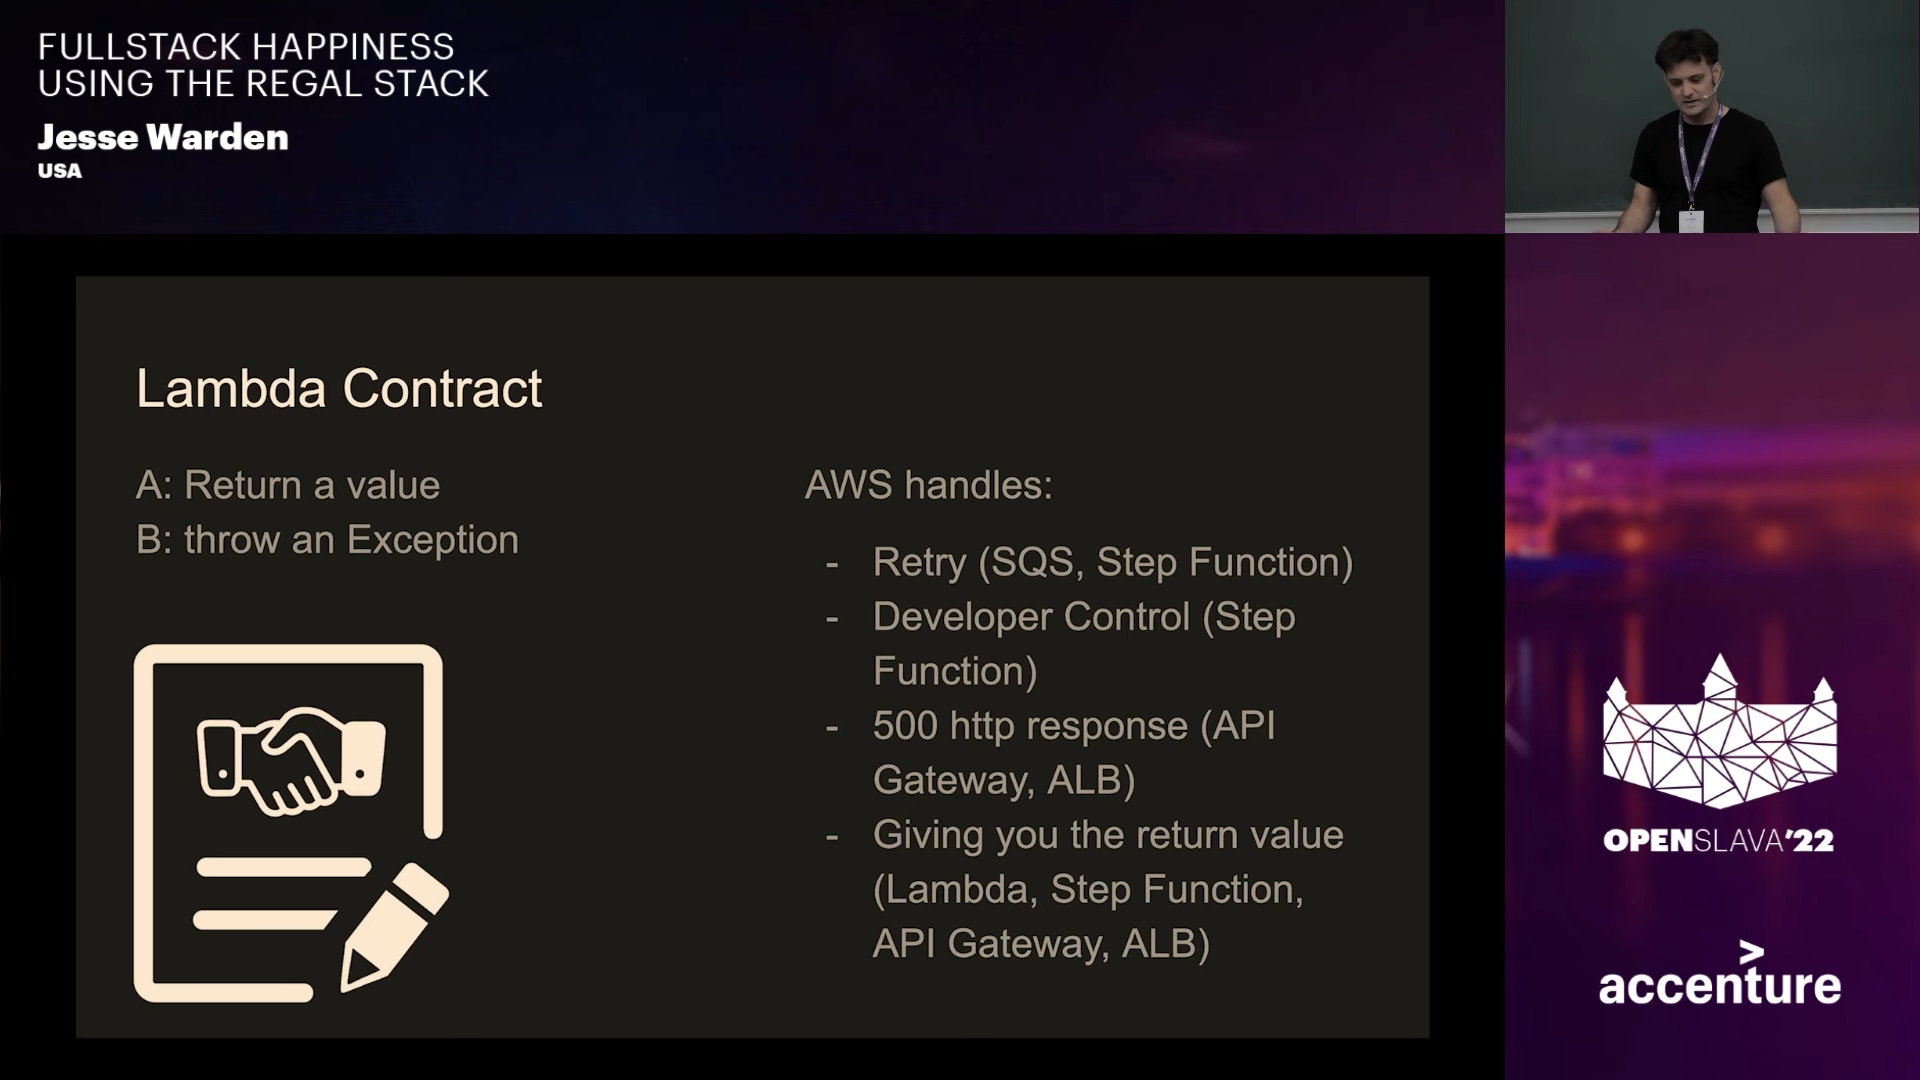 FULLSTACK HAPPINESS
USING THE REGAL STACK
Jesse Warden
USA
Lambda Contract
A: Return a value
B: throw an Exception
AWS handles:
- Retry (SQS, Step Function)
- Developer Control (Step
Function)
- 500 http response (API
Gateway, ALB)
- Giving you the return value
(Lambda, Step Function,
API Gateway, ALB)
OPENSLAVA'22
>
accenture